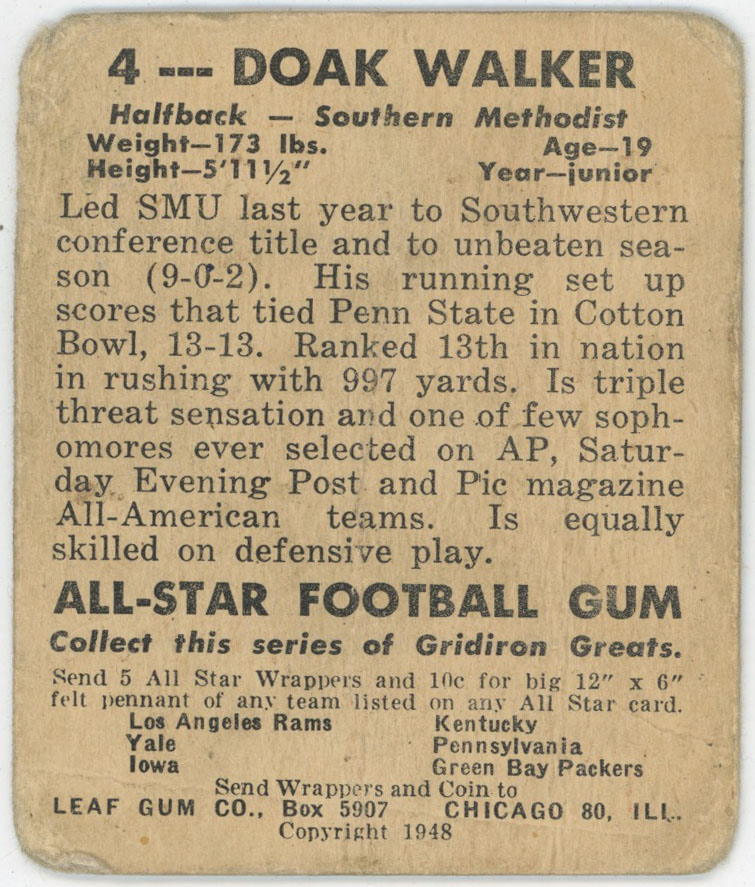 4 --- DOAK WALKER
Halfback — Southern Methodist
Weight—173 lbs. Age—19
Height—5'11½" Year—junior
Led SMU last year to Southwestern
conference title and to unbeaten sea-
son (9-0-2). His running set up
scores that tied Penn State in Cotton
Bowl, 13-13. Ranked 13th in nation
in rushing with 997 yards. Is triple
threat sensation and one of few soph-
omores ever selected on AP, Satur-
day Evening Post and Pic magazine
All-American teams. Is equally
skilled on defensive play.
ALL-STAR FOOTBALL GUM
Collect this series of Gridiron Greats.
Send 5 All Star Wrappers and 10c for big 12" x 6"
felt pennant of any team listed on any All Star card.
Los Angeles Rams Kentucky
Yale Pennsylvania
Iowa Green Bay Packers
Send Wrappers and Coin to
LEAF GUM CO., Box 5907 CHICAGO 80, ILL.
Copyright 1948